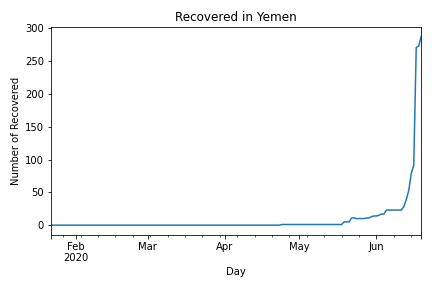 Recovered in Yemen
Number of Recovered
300
250
200
150
100
50
0
Feb
2020
Mar
Apr
May
Jun
Day